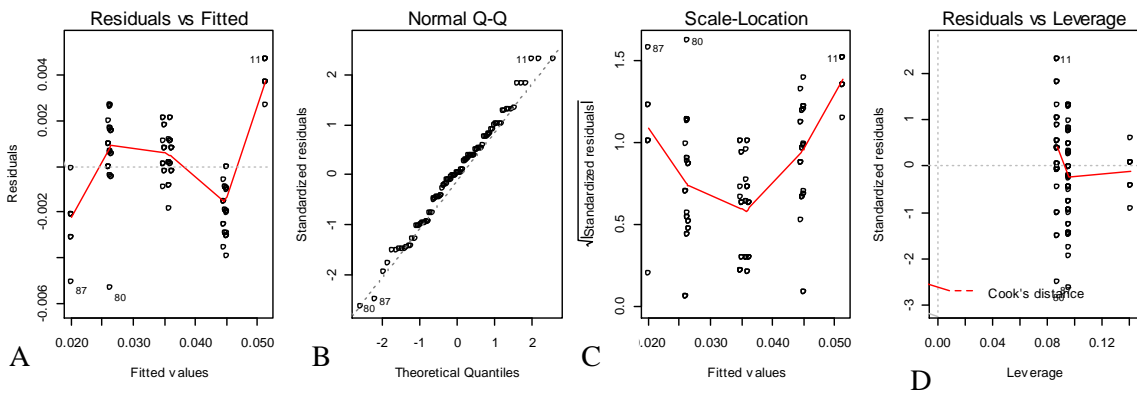 Residuals vs Fitted
Residuals
0.004
0.002
-0.002
-0.006
11
87
80
0.020 0.030 0.040 0.050
Fitted values
A
Normal Q-Q
Standardized residuals
2
1
0
-1
-2
11
87
80
-2 -1 0 1 2
Theoretical Quantiles
B
Scale-Location
√|Standardized residuals|
1.5
1.0
0.5
0.0
87
80
11
0.020 0.030 0.040 0.050
Fitted values
C
Residuals vs Leverage
Standardized residuals
2
1
0
-1
-2
-3
11
80
Cook's distance
0.00 0.04 0.08 0.12
Leverage
D